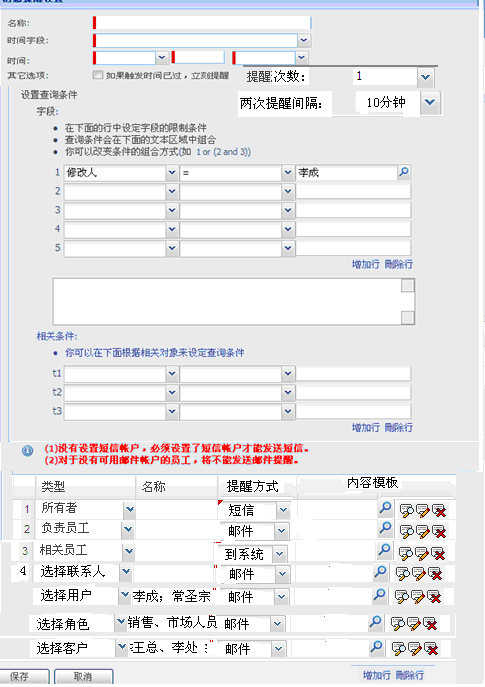 名称:
时间字段:
时间:
其它选项: 如果触发时间已过，立刻提醒 提醒次数: 1
两次提醒间隔: 10分钟
设置查询条件
字段:
• 在下面的行中设定字段的限制条件
• 查询条件会在下面的文本区域中组合
• 你可以改变条件的组合方式(如 1 or (2 and 3))
1 修改人 = 李成
2
3
4
5
增加行 删除行
相关条件:
• 你可以在下面根据相关对象来设定查询条件
t1
t2
t3
增加行 删除行
(1)没有设置短信帐户，必须设置了短信帐户才能发送短信。
(2)对于没有可用邮件帐户的员工，将不能发送邮件提醒。
类型 名称 提醒方式 内容模板
1 所有者 短信
2 负责员工 邮件
3 相关员工 到系统
4 选择联系人 邮件
选择用户 李成；常圣宗 邮件
选择角色 销售、市场人员 邮件
选择客户 王总、李处 邮件
保存 取消 增加行 删除行